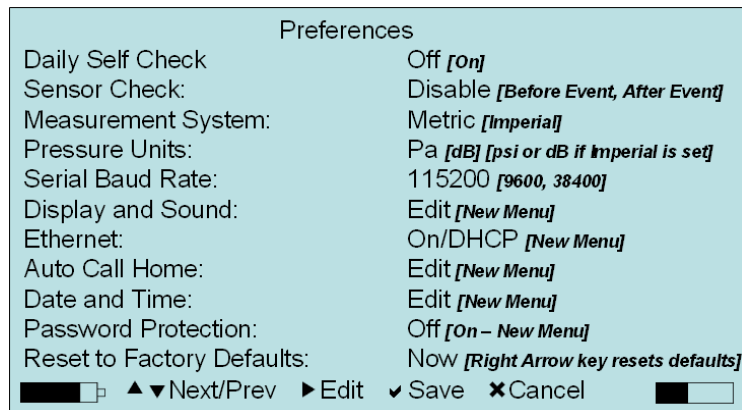 Preferences
Daily Self Check Off [On]
Sensor Check: Disable [Before Event, After Event]
Measurement System: Metric [Imperial]
Pressure Units: Pa [dB] [psi or dB if Imperial is set]
Serial Baud Rate: 115200 [9600, 38400]
Display and Sound: Edit [New Menu]
Ethernet: On/DHCP [New Menu]
Auto Call Home: Edit [New Menu]
Date and Time: Edit [New Menu]
Password Protection: Off [On – New Menu]
Reset to Factory Defaults: Now [Right Arrow key resets defaults]
▲ ▼Next/Prev ►Edit ✔Save ✖Cancel